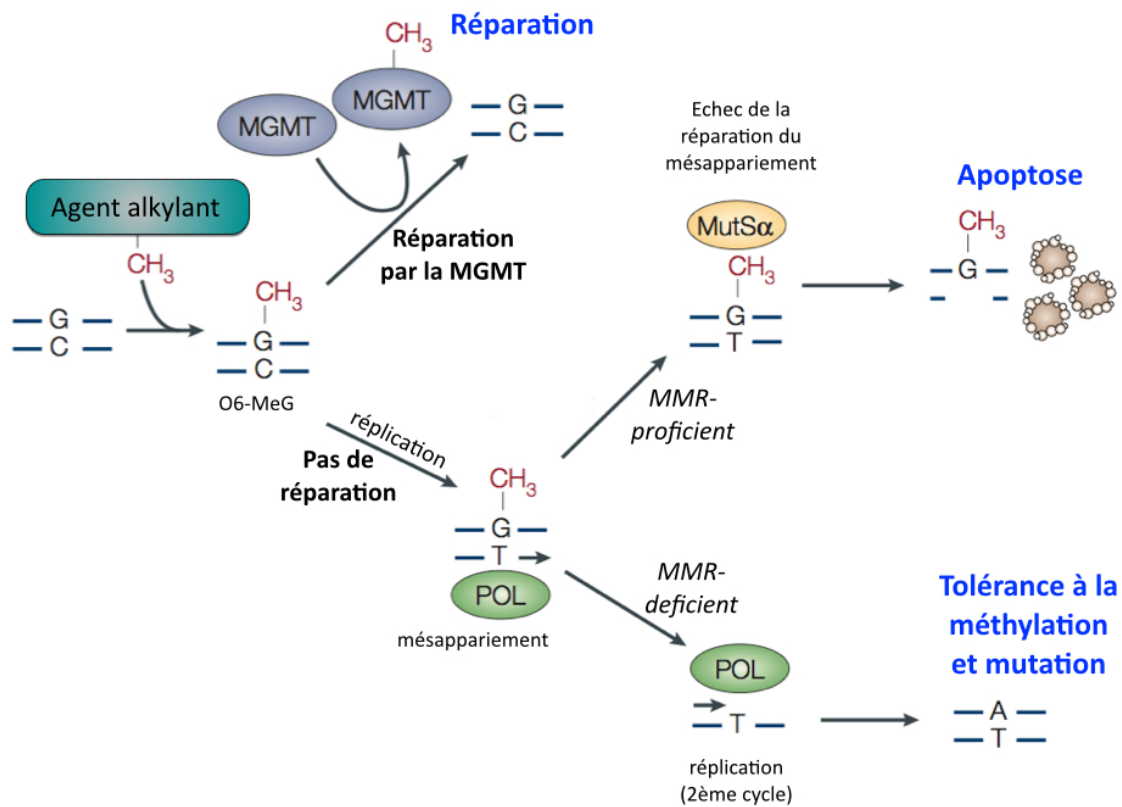 Réparation
CH3
MGMT
MGMT
G
C
Agent alkylant
CH3
Réparation
par la MGMT
G
C
CH3
G
C
O6-MeG
réplication
Pas de
réparation
CH3
G
T
POL
mésappariement
MMR-
proficient
Echec de la
réparation du
mésappariement
MutSα
CH3
G
T
Apoptose
CH3
G
MMR-
deficient
POL
T
réplication
(2ème cycle)
Tolérance à la
méthylation
et mutation
A
T